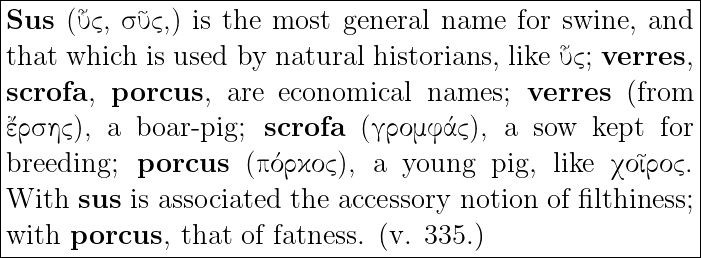 Sus (ὗς, σῦς,) is the most general name for swine, and
that which is used by natural historians, like ὕς; verres,
scrofa, porcus, are economical names; verres (from
ἔρσης), a boar-pig; scrofa (γρομφάς), a sow kept for
breeding; porcus (πόρκος), a young pig, like χοῖρος.
With sus is associated the accessory notion of filthiness;
with porcus, that of fatness. (v. 335.)